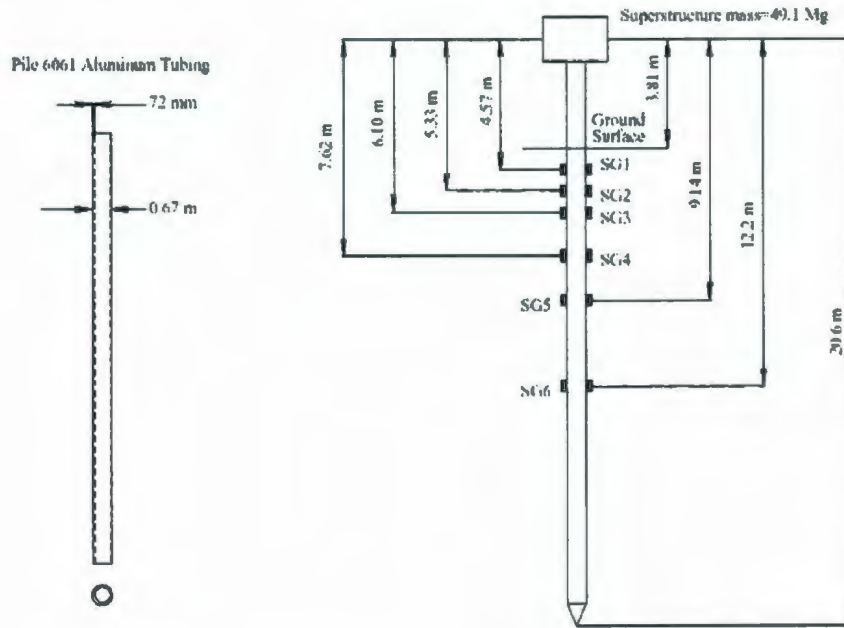 Superstructure mass=49.1 Mg
Pile 6061 Aluminum Tubing
72 mm
0.67 m
7.62 m
6.10 m
5.33 m
4.57 m
3.81 m
Ground
Surface
SG1
SG2
SG3
SG4
SG5
SG6
9.14 m
12.2 m
20.6 m